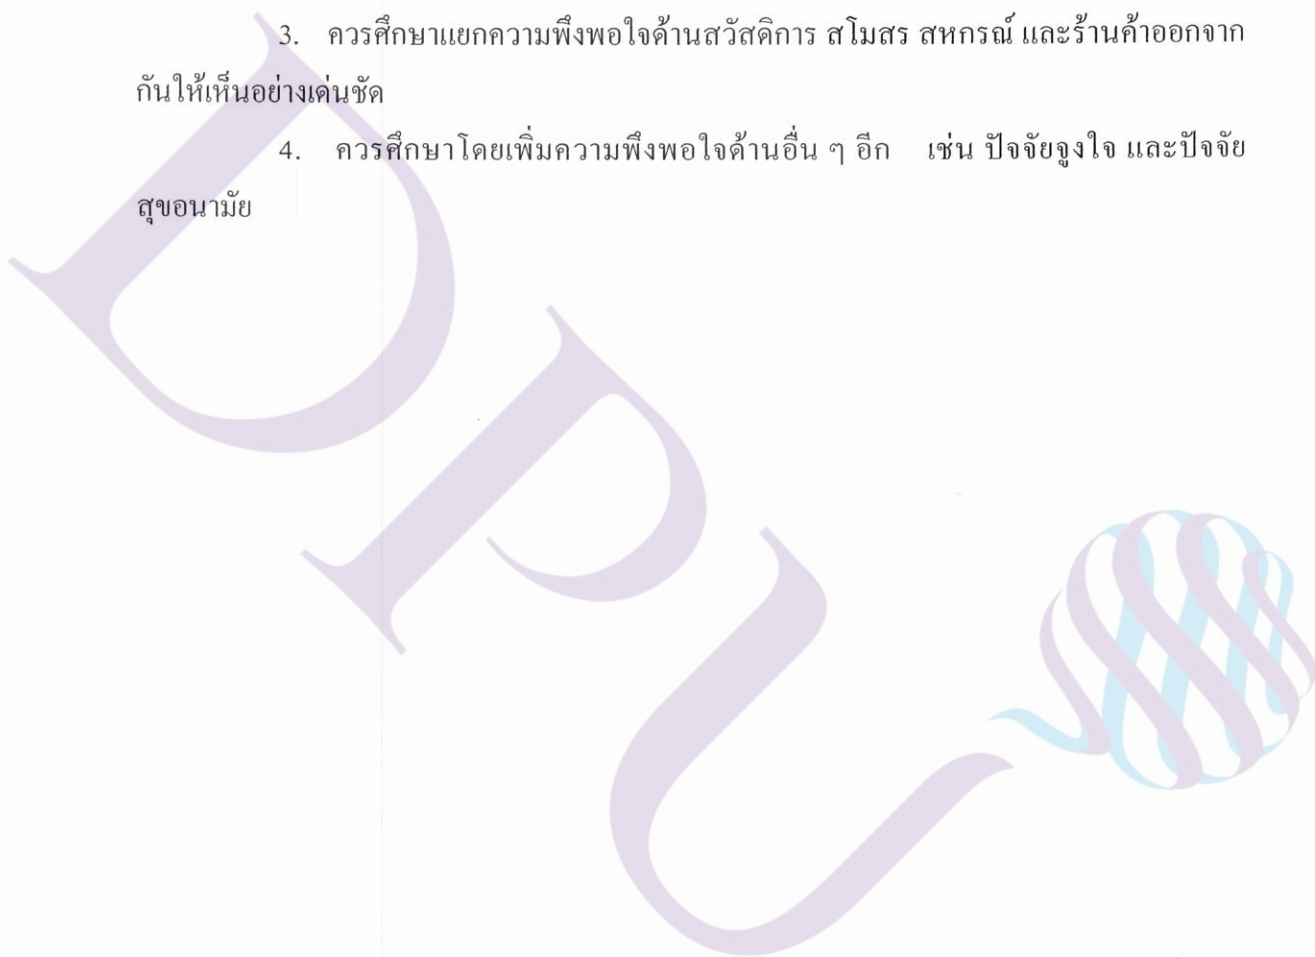 3. ควรศึกษาแยกความพึงพอใจด้านสวัสดิการ สโมสร สหกรณ์ และร้านค้าออกจาก
กันให้เห็นอย่างเด่นชัด
4. ควรศึกษาโดยเพิ่มความพึงพอใจด้านอื่น ๆ อีก เช่น ปัจจัยจูงใจ และปัจจัย
สุขอนามัย
DPU